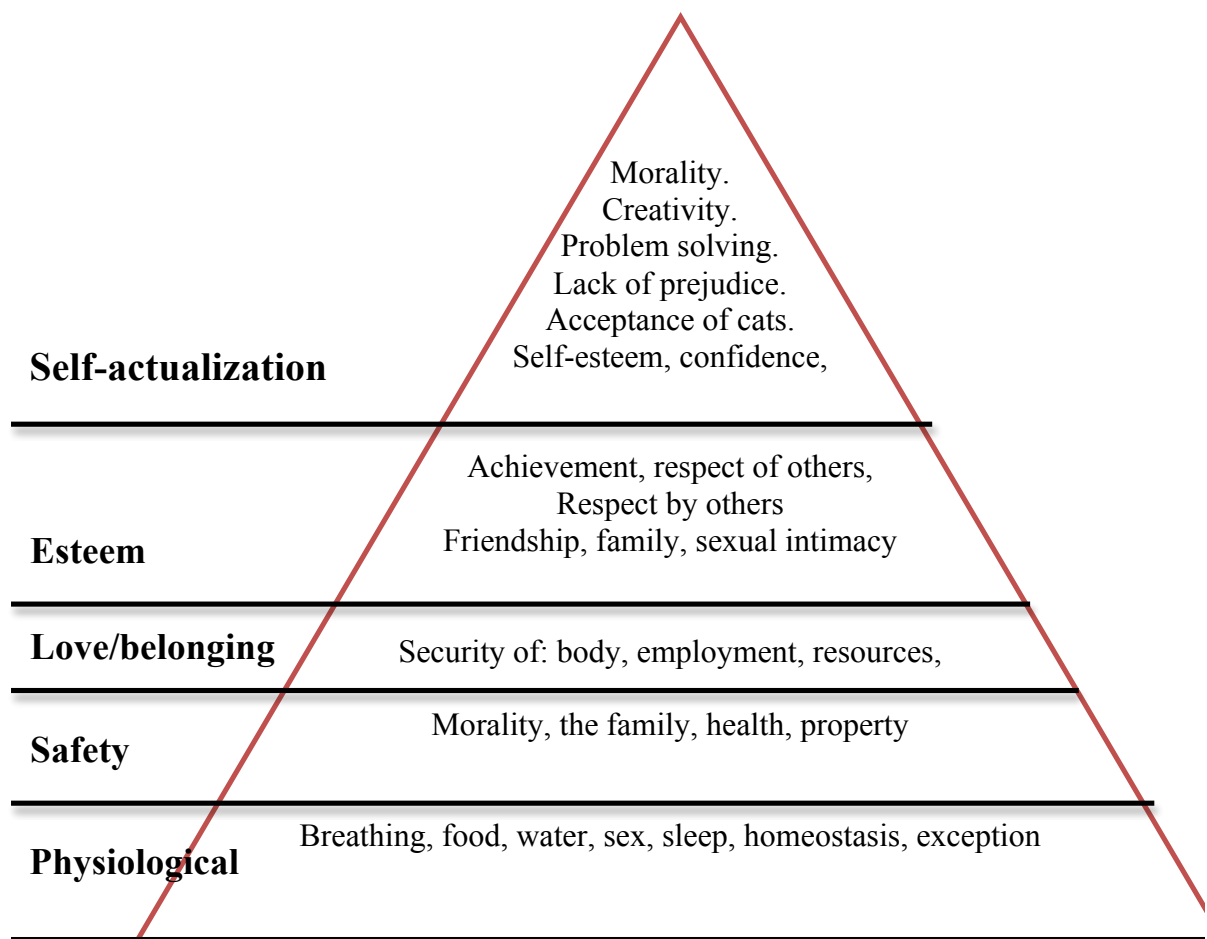 Morality.
Creativity.
Problem solving.
Lack of prejudice.
Acceptance of cats.
Self-esteem, confidence,
Self-actualization
Achievement, respect of others,
Respect by others
Friendship, family, sexual intimacy
Esteem
Love/belonging
Security of: body, employment, resources,
Morality, the family, health, property
Safety
Breathing, food, water, sex, sleep, homeostasis, exception
Physiological